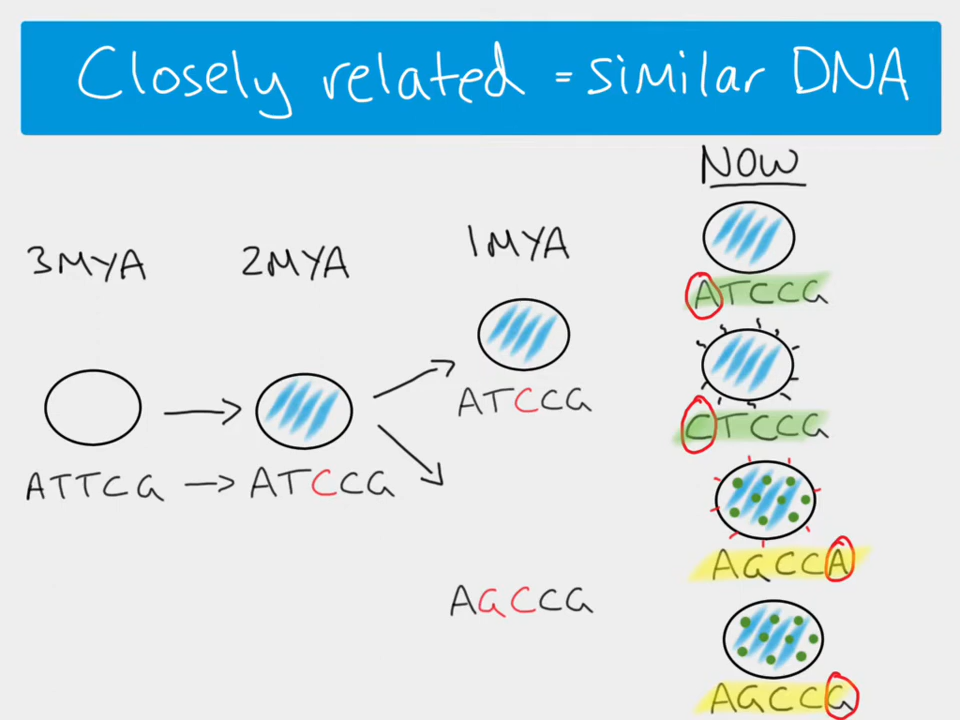 Closely related = similar DNA
NOW
3MYA
2MYA
1MYA
ATCCG
CTCCG
ATCCG
ATTCG
ATCCG
AGCCA
AGCCG
AGCCG